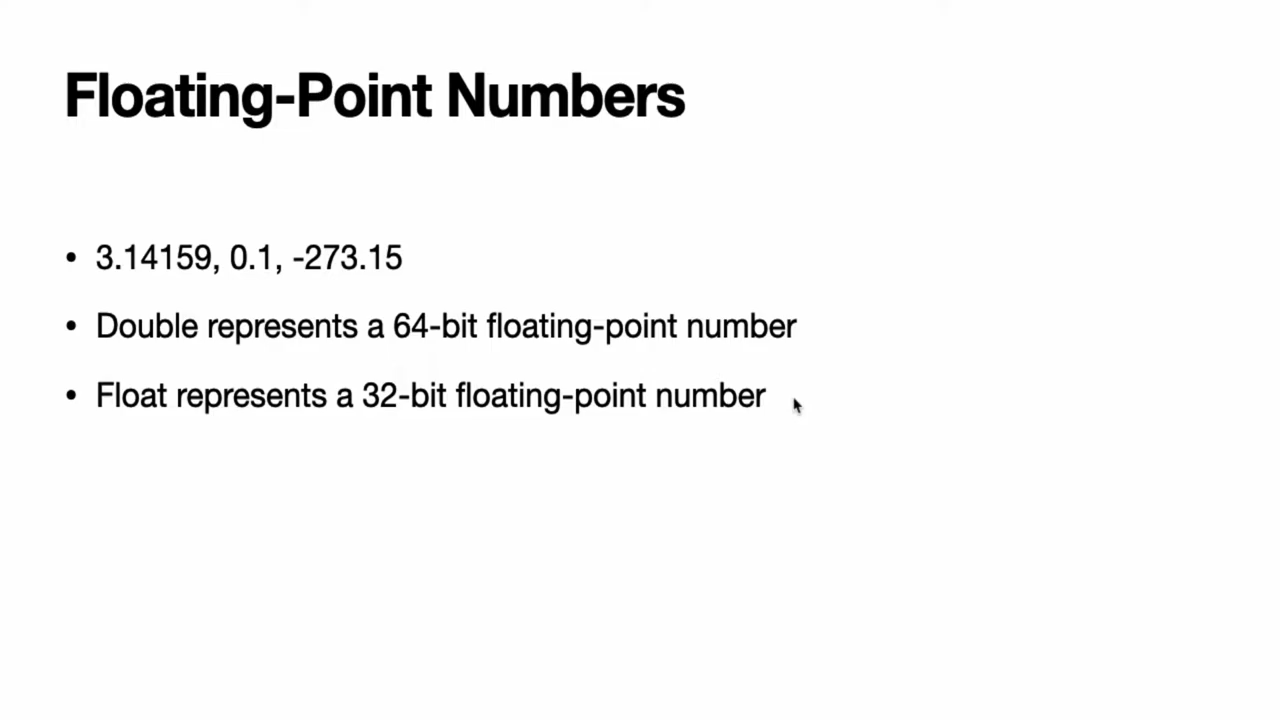 Floating-Point Numbers
• 3.14159, 0.1, -273.15
• Double represents a 64-bit floating-point number
• Float represents a 32-bit floating-point number